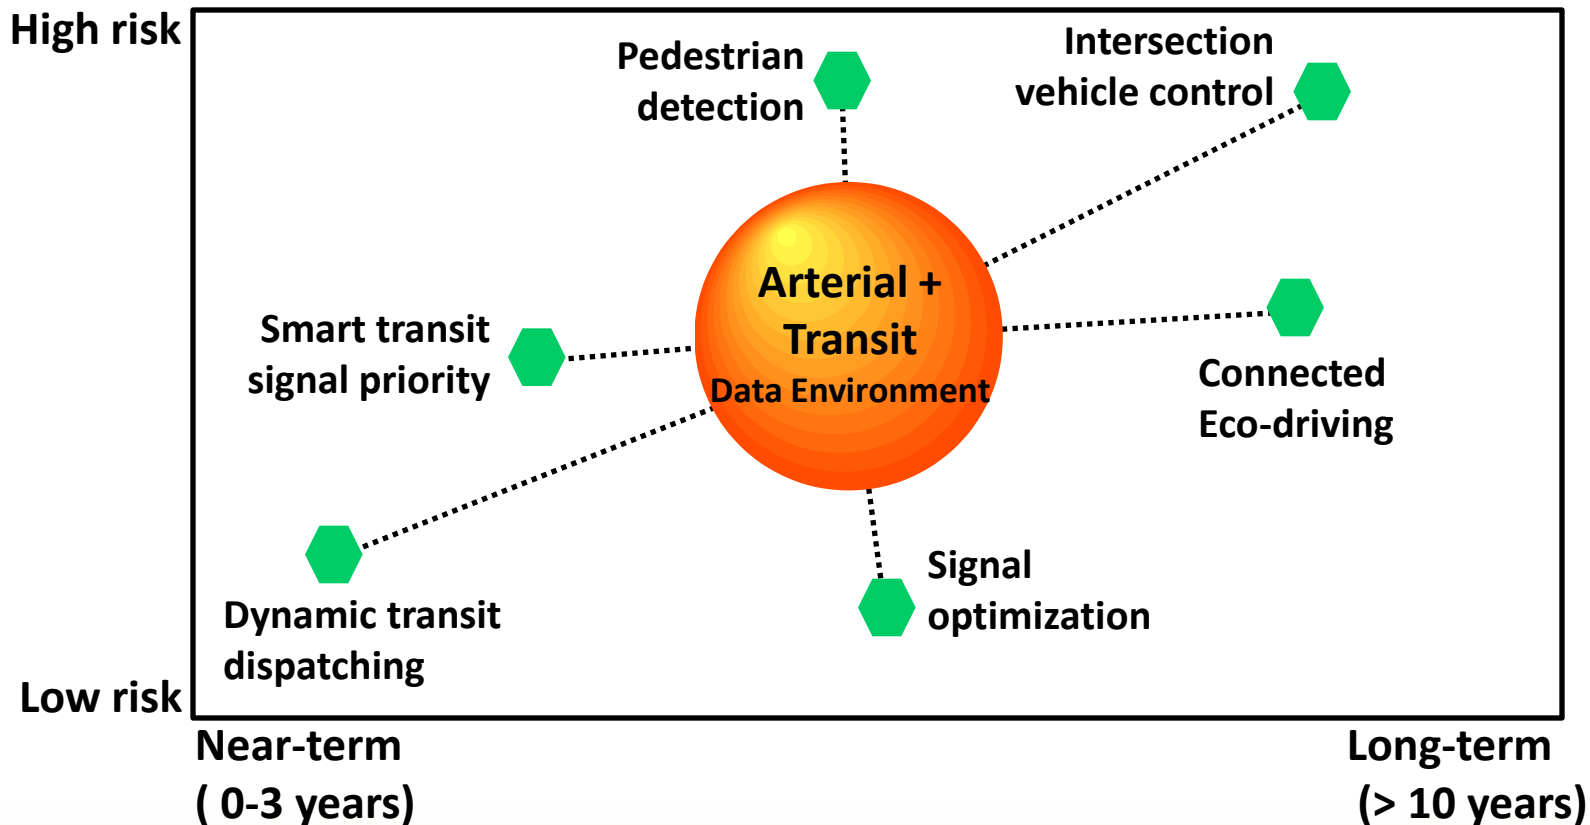 High risk
Pedestrian
detection
Intersection
vehicle control
Arterial +
Transit
Data Environment
Smart transit
signal priority
Connected
Eco-driving
Dynamic transit
dispatching
Signal
optimization
Low risk
Near-term
( 0-3 years)
Long-term
(> 10 years)